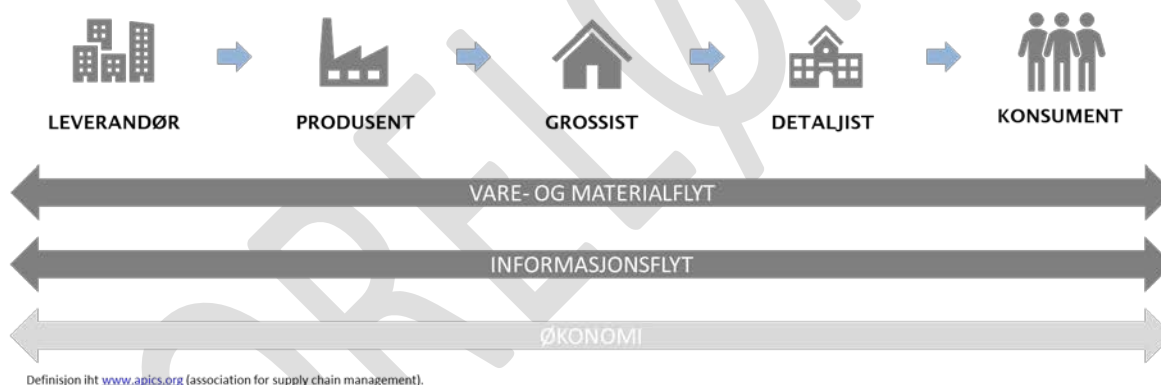 LEVERANDØR
PRODUSENT
GROSSIST
DETALJIST
KONSUMENT
VARE- OG MATERIALFLYT
INFORMASJONSFLYT
ØKONOMI
Definisjon iht www.apics.org (association for supply chain management).